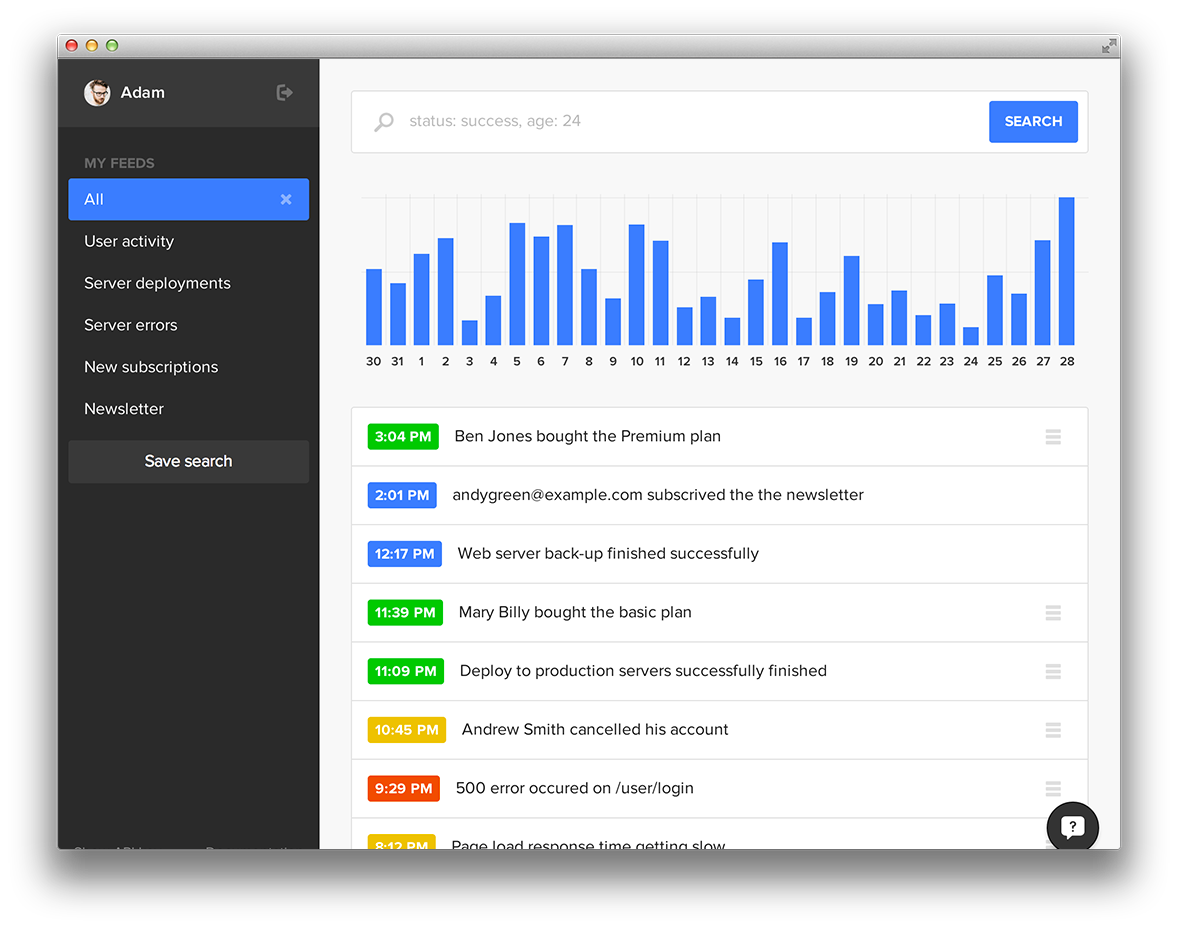 Adam
status: success, age: 24
SEARCH
MY FEEDS
All
User activity
Server deployments
Server errors
New subscriptions
Newsletter
Save search
30 31 1 2 3 4 5 6 7 8 9 10 11 12 13 14 15 16 17 18 19 20 21 22 23 24 25 26 27 28
3:04 PM Ben Jones bought the Premium plan
2:01 PM andygreen@example.com subscrived the the newsletter
12:17 PM Web server back-up finished successfully
11:39 PM Mary Billy bought the basic plan
11:09 PM Deploy to production servers successfully finished
10:45 PM Andrew Smith cancelled his account
9:29 PM 500 error occured on /user/login
8:12 PM Page load response time getting slow
?